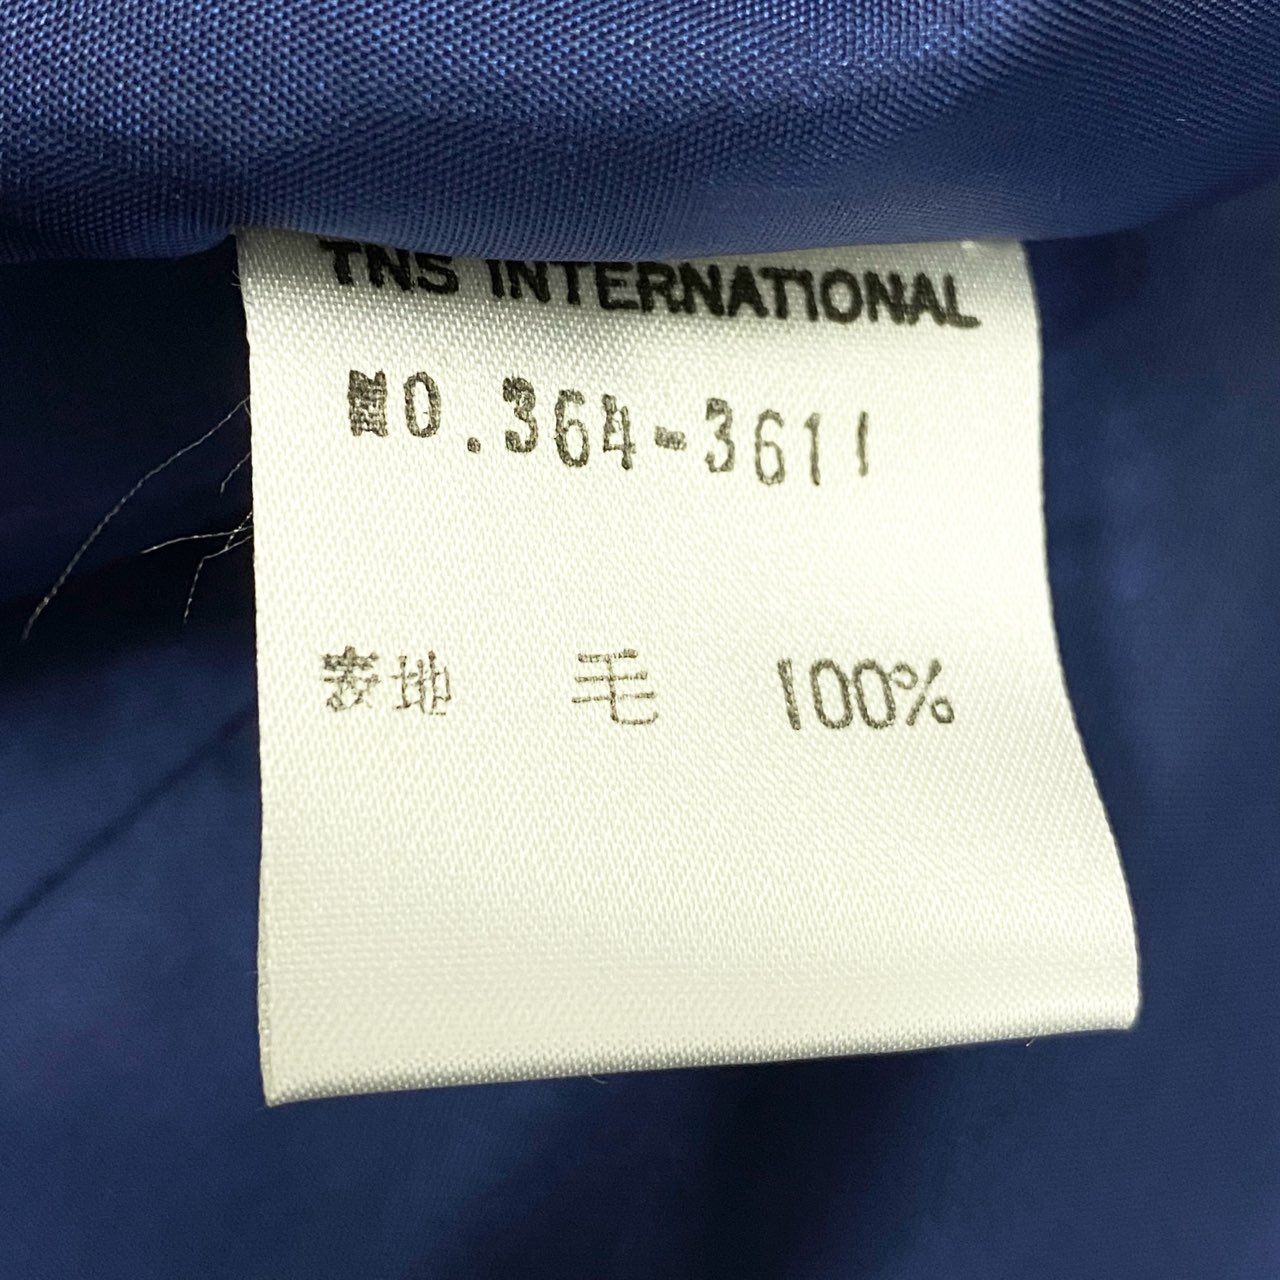 TNS INTERNATIONAL
NO.364-3611
表地 毛 100%